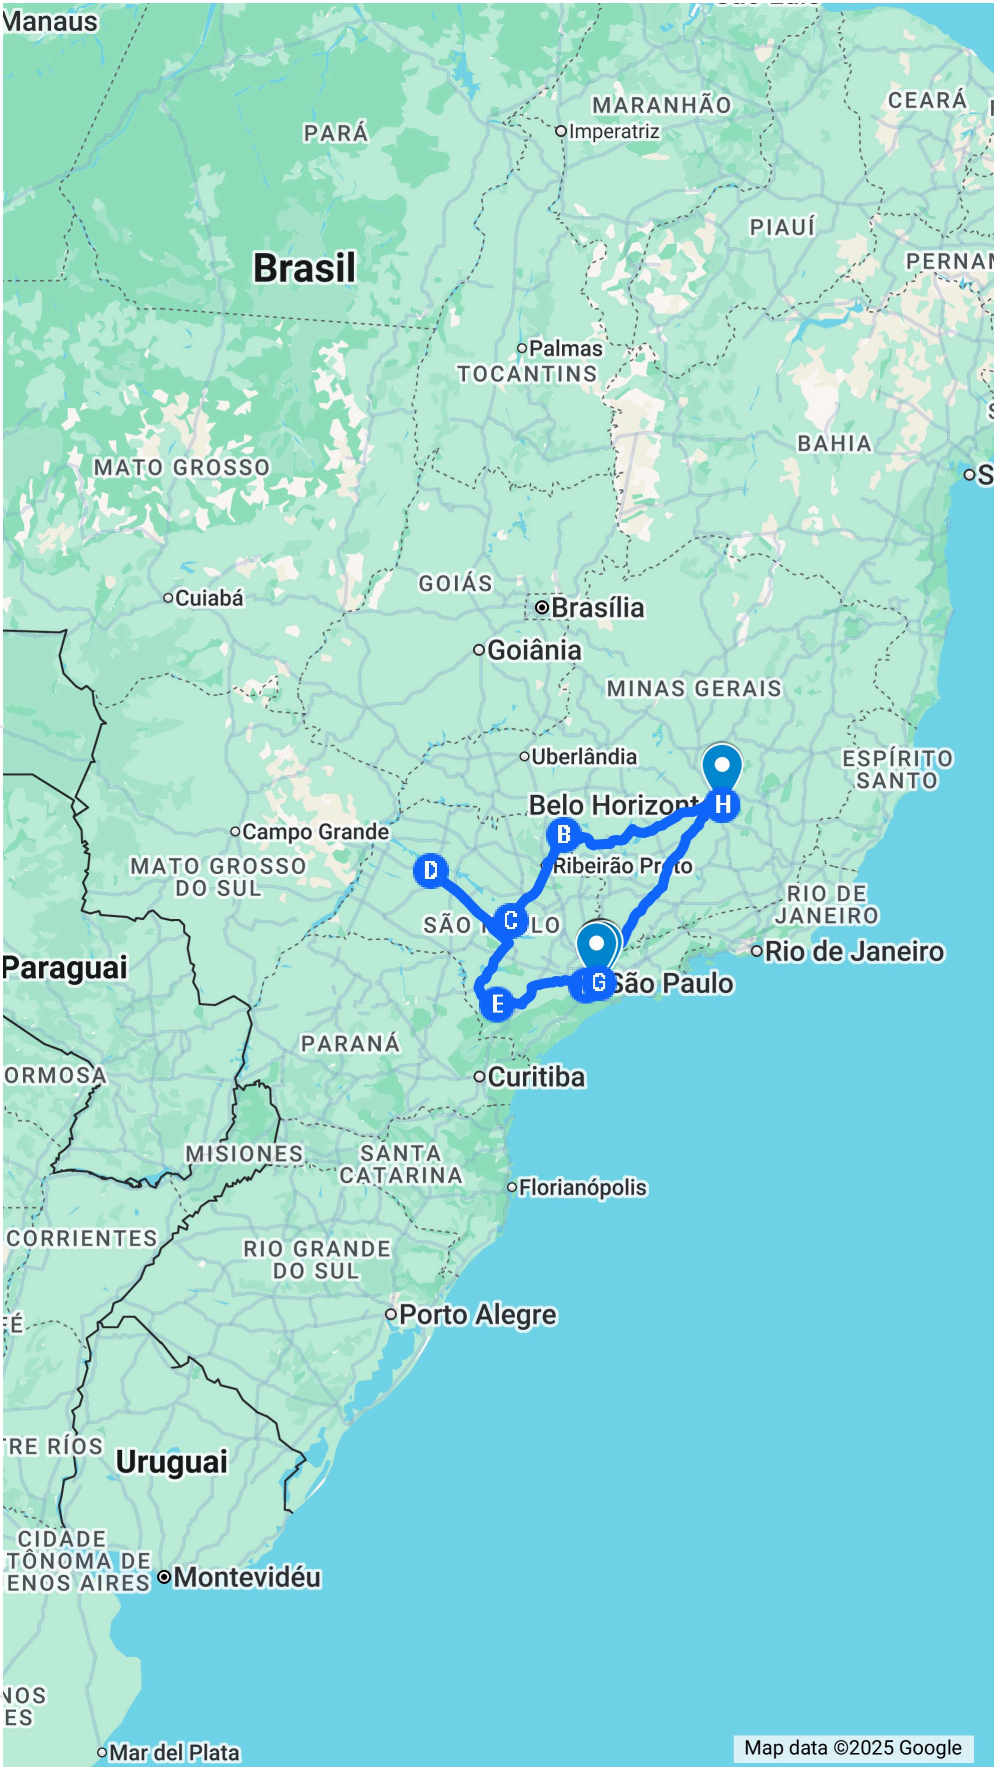 Manaus
MARANHÃO
CEARÁ
PARÁ
Imperatriz
PIAUÍ
Brasil
PERNAM
Palmas
TOCANTINS
BAHIA
MATO GROSSO
S
GOIÁS
Cuiabá
Brasília
Goiânia
MINAS GERAIS
Uberlândia
ESPÍRITO
SANTO
Belo Horizont
H
Campo Grande
B
Ribeirão Preto
MATO GROSSO
DO SUL
D
RIO DE
JANEIRO
C
SÃO
LO
Rio de Janeiro
Paraguai
G
São Paulo
E
PARANÁ
ORMOSA
Curitiba
MISIONES
SANTA
CATARINA
Florianópolis
CORRIENTES
RIO GRANDE
DO SUL
Porto Alegre
FÉ
TRE RÍOS
Uruguai
CIDADE
TÔNOMA DE
ENOS AIRES
Montevidéu
NOS
ES
Map data ©2025 Google
Mar del Plata